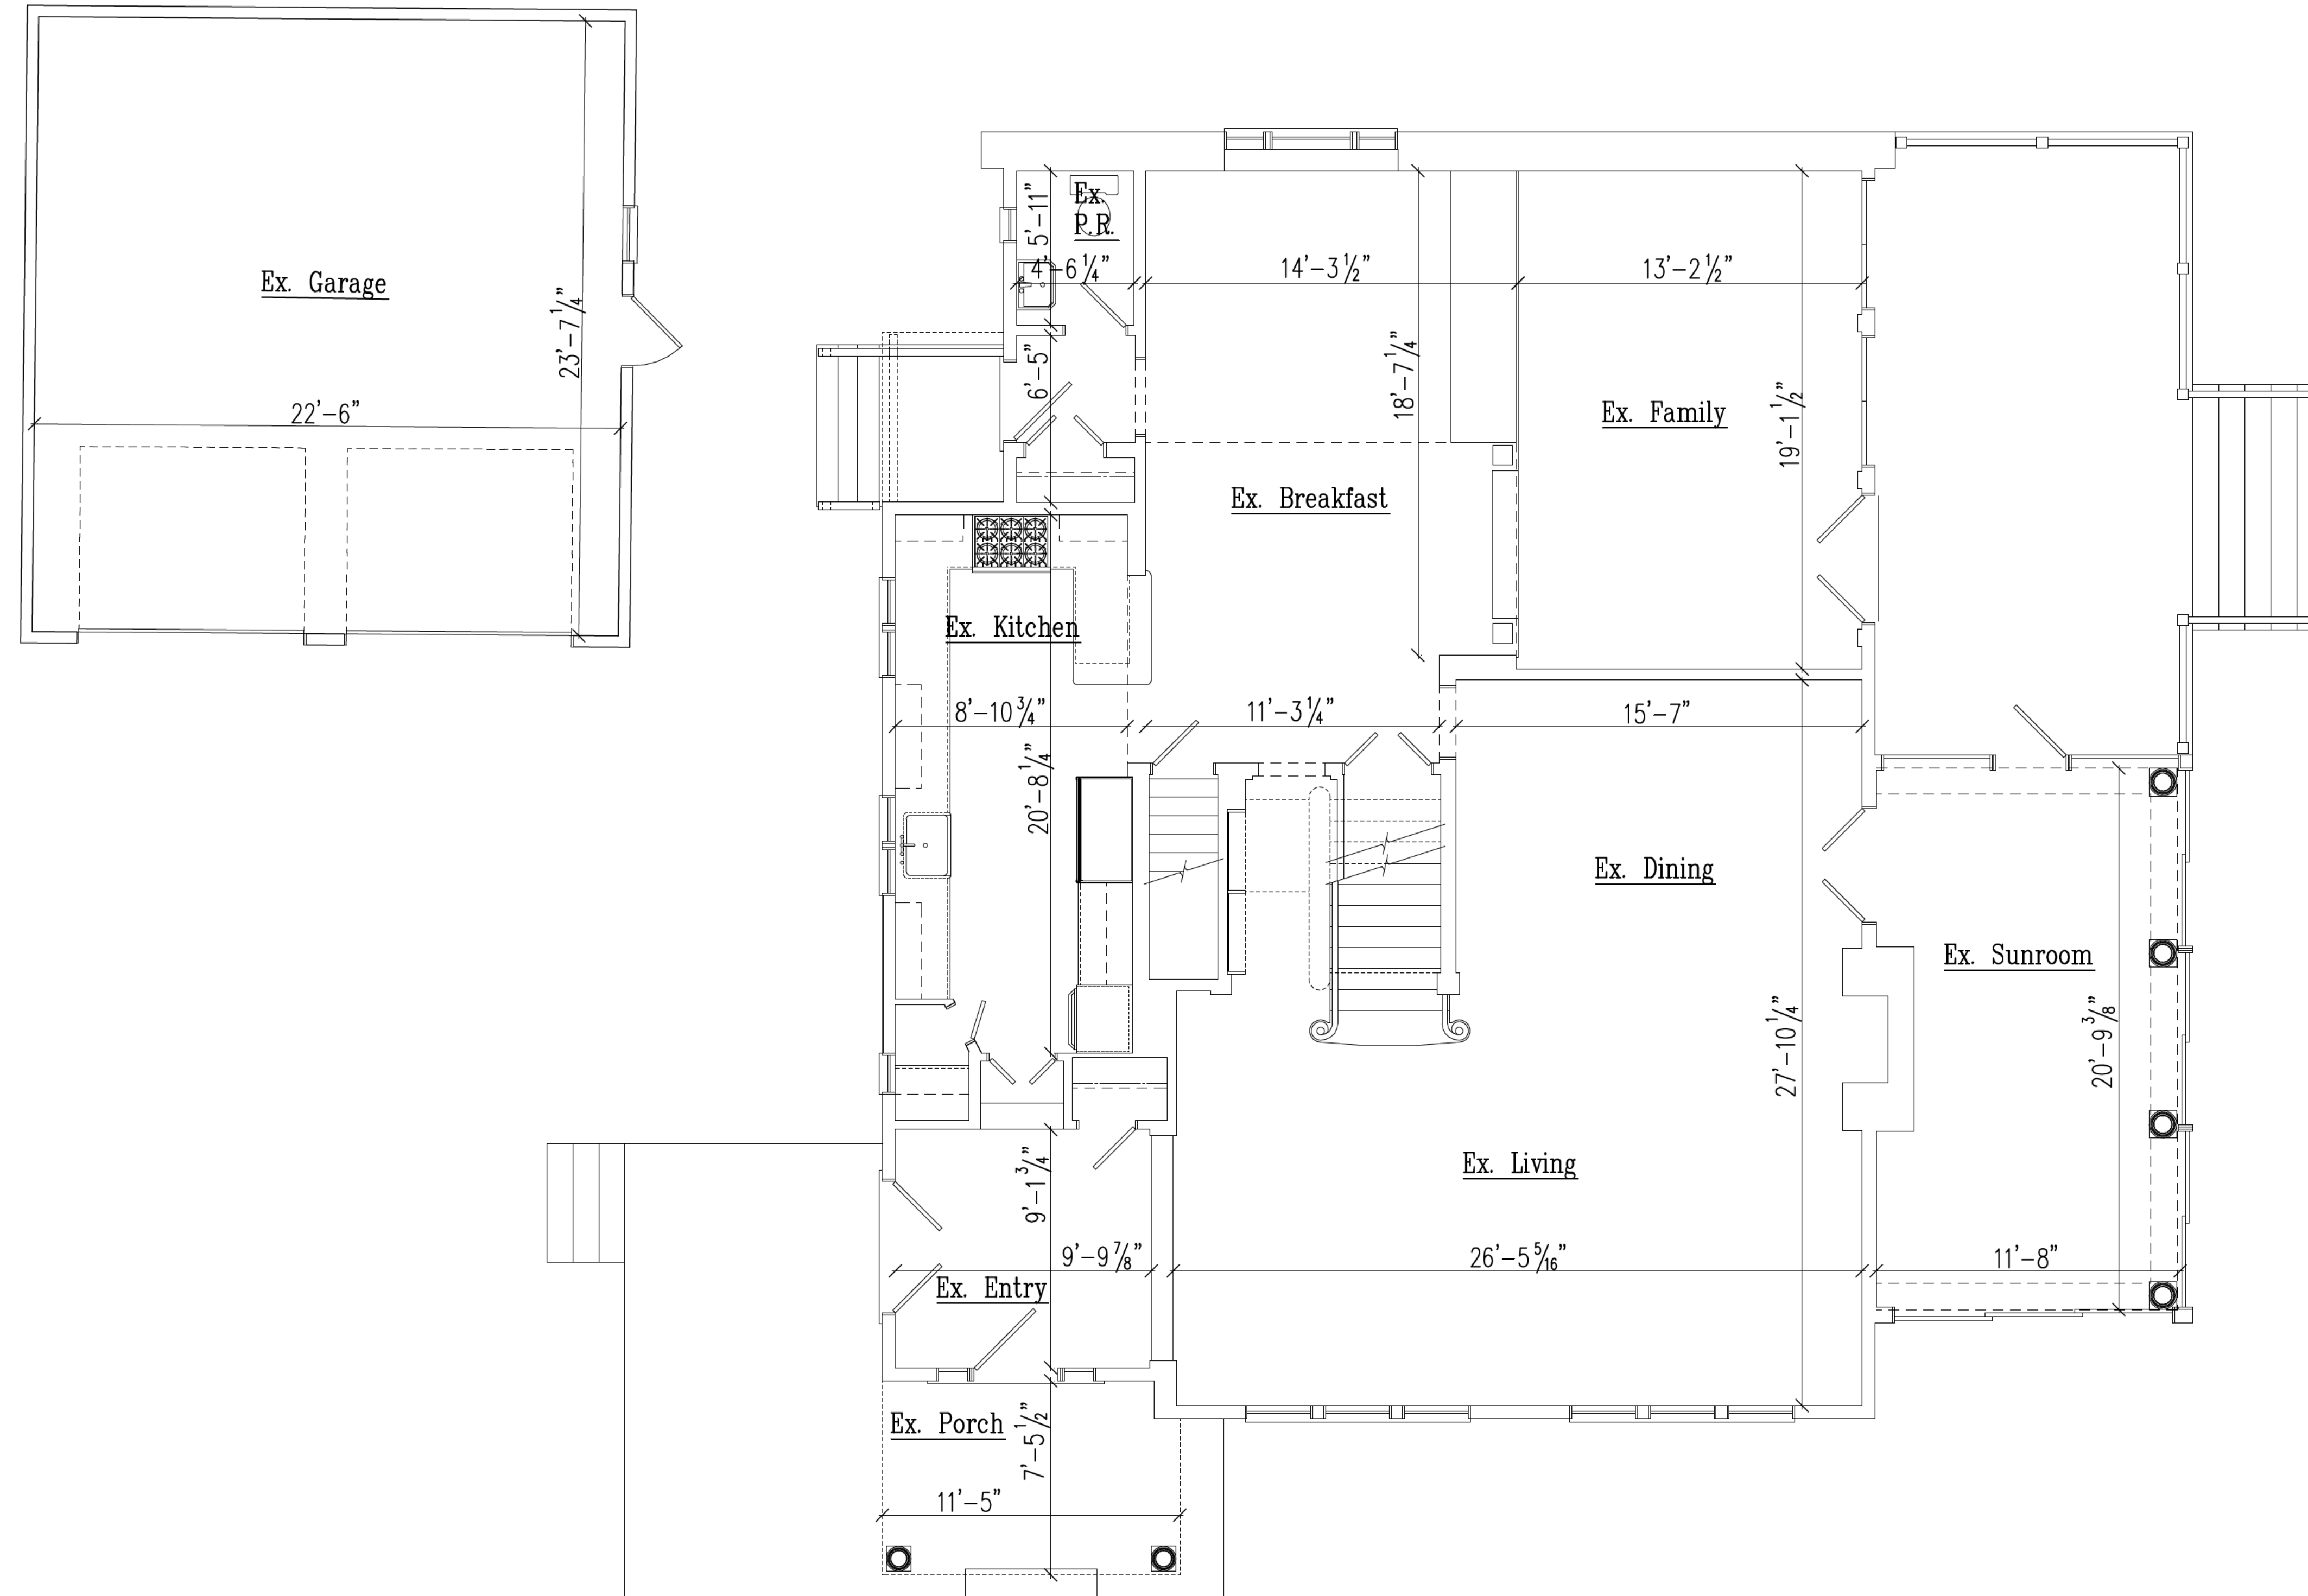 Ex.
P.R.
5'-11"
4'-6 1/4"
14'-3 1/2"
13'-2 1/2"
Ex. Garage
23'-7 1/4"
22'-6"
6'-5"
18'-7 1/4"
19'-1 1/2"
Ex. Family
Ex. Breakfast
Ex. Kitchen
8'-10 3/4"
11'-3 1/4"
15'-7"
20'-8 1/4"
Ex. Dining
Ex. Sunroom
27'-10 1/4"
20'-9 3/8"
Ex. Living
9'-1 3/4"
9'-9 7/8"
26'-5 5/16"
11'-8"
Ex. Entry
Ex. Porch
7'-5 1/2"
11'-5"